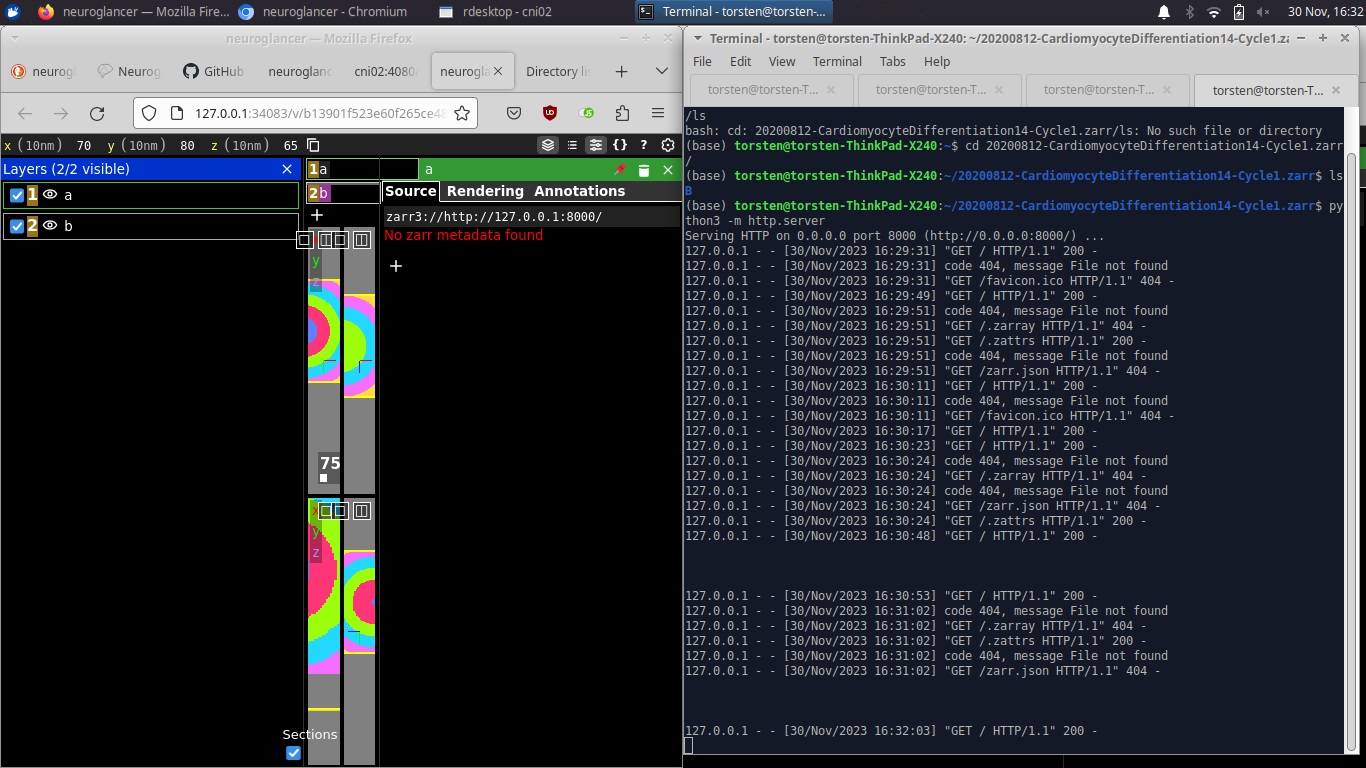 neuroglancer — Mozilla Fire...
neuroglancer - Chromium
rdesktop - cni02
Terminal - torsten@torsten-...
30 Nov, 16:32
neuroglancer — Mozilla Firefox
neurogl
Neurog
GitHub
neuroglan
cni02:4080/
neurogla
Directory lis
127.0.0.1:34083/w/b13901f523e60f265ce48
x (10nm) 70 y (10nm) 80 z (10nm) 65
Layers (2/2 visible)
1 a
2 b
1a
2b
+
a
Source Rendering Annotations
zarr3://http://127.0.0.1:8000/
No zarr metadata found
+
y
z
75
x
y
z
Sections
Terminal - torsten@torsten-ThinkPad-X240: ~/20200812-CardiomyocyteDifferentiation14-Cycle1.za
File Edit View Terminal Tabs Help
torsten@torsten-T...
torsten@torsten-T...
torsten@torsten-T...
torsten@torsten-T...
/ls
bash: cd: 20200812-CardiomyocyteDifferentiation14-Cycle1.zarr/ls: No such file or directory
(base) torsten@torsten-ThinkPad-X240:~$ cd 20200812-CardiomyocyteDifferentiation14-Cycle1.zarr
/
(base) torsten@torsten-ThinkPad-X240:~/20200812-CardiomyocyteDifferentiation14-Cycle1.zarr$ ls
B
(base) torsten@torsten-ThinkPad-X240:~/20200812-CardiomyocyteDifferentiation14-Cycle1.zarr$ py
thon3 -m http.server
Serving HTTP on 0.0.0.0 port 8000 (http://0.0.0.0:8000/) ...
127.0.0.1 - - [30/Nov/2023 16:29:31] "GET / HTTP/1.1" 200 -
127.0.0.1 - - [30/Nov/2023 16:29:31] code 404, message File not found
127.0.0.1 - - [30/Nov/2023 16:29:31] "GET /favicon.ico HTTP/1.1" 404 -
127.0.0.1 - - [30/Nov/2023 16:29:49] "GET / HTTP/1.1" 200 -
127.0.0.1 - - [30/Nov/2023 16:29:51] code 404, message File not found
127.0.0.1 - - [30/Nov/2023 16:29:51] "GET /.zarray HTTP/1.1" 404 -
127.0.0.1 - - [30/Nov/2023 16:29:51] "GET /.zattrs HTTP/1.1" 200 -
127.0.0.1 - - [30/Nov/2023 16:29:51] code 404, message File not found
127.0.0.1 - - [30/Nov/2023 16:29:51] "GET /zarr.json HTTP/1.1" 404 -
127.0.0.1 - - [30/Nov/2023 16:30:11] "GET / HTTP/1.1" 200 -
127.0.0.1 - - [30/Nov/2023 16:30:11] code 404, message File not found
127.0.0.1 - - [30/Nov/2023 16:30:11] "GET /favicon.ico HTTP/1.1" 404 -
127.0.0.1 - - [30/Nov/2023 16:30:17] "GET / HTTP/1.1" 200 -
127.0.0.1 - - [30/Nov/2023 16:30:23] "GET / HTTP/1.1" 200 -
127.0.0.1 - - [30/Nov/2023 16:30:24] code 404, message File not found
127.0.0.1 - - [30/Nov/2023 16:30:24] "GET /.zarray HTTP/1.1" 404 -
127.0.0.1 - - [30/Nov/2023 16:30:24] code 404, message File not found
127.0.0.1 - - [30/Nov/2023 16:30:24] "GET /zarr.json HTTP/1.1" 404 -
127.0.0.1 - - [30/Nov/2023 16:30:24] "GET /.zattrs HTTP/1.1" 200 -
127.0.0.1 - - [30/Nov/2023 16:30:48] "GET / HTTP/1.1" 200 -
127.0.0.1 - - [30/Nov/2023 16:30:53] "GET / HTTP/1.1" 200 -
127.0.0.1 - - [30/Nov/2023 16:31:02] code 404, message File not found
127.0.0.1 - - [30/Nov/2023 16:31:02] "GET /.zarray HTTP/1.1" 404 -
127.0.0.1 - - [30/Nov/2023 16:31:02] "GET /.zattrs HTTP/1.1" 200 -
127.0.0.1 - - [30/Nov/2023 16:31:02] code 404, message File not found
127.0.0.1 - - [30/Nov/2023 16:31:02] "GET /zarr.json HTTP/1.1" 404 -
127.0.0.1 - - [30/Nov/2023 16:32:03] "GET / HTTP/1.1" 200 -